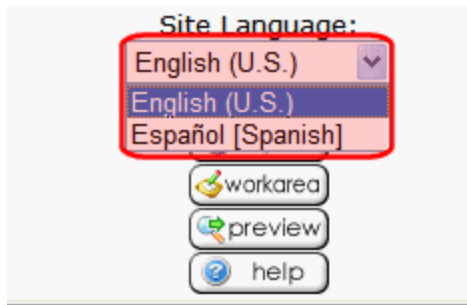 Site Language:
English (U.S.)
English (U.S.)
Español [Spanish]
workarea
preview
help